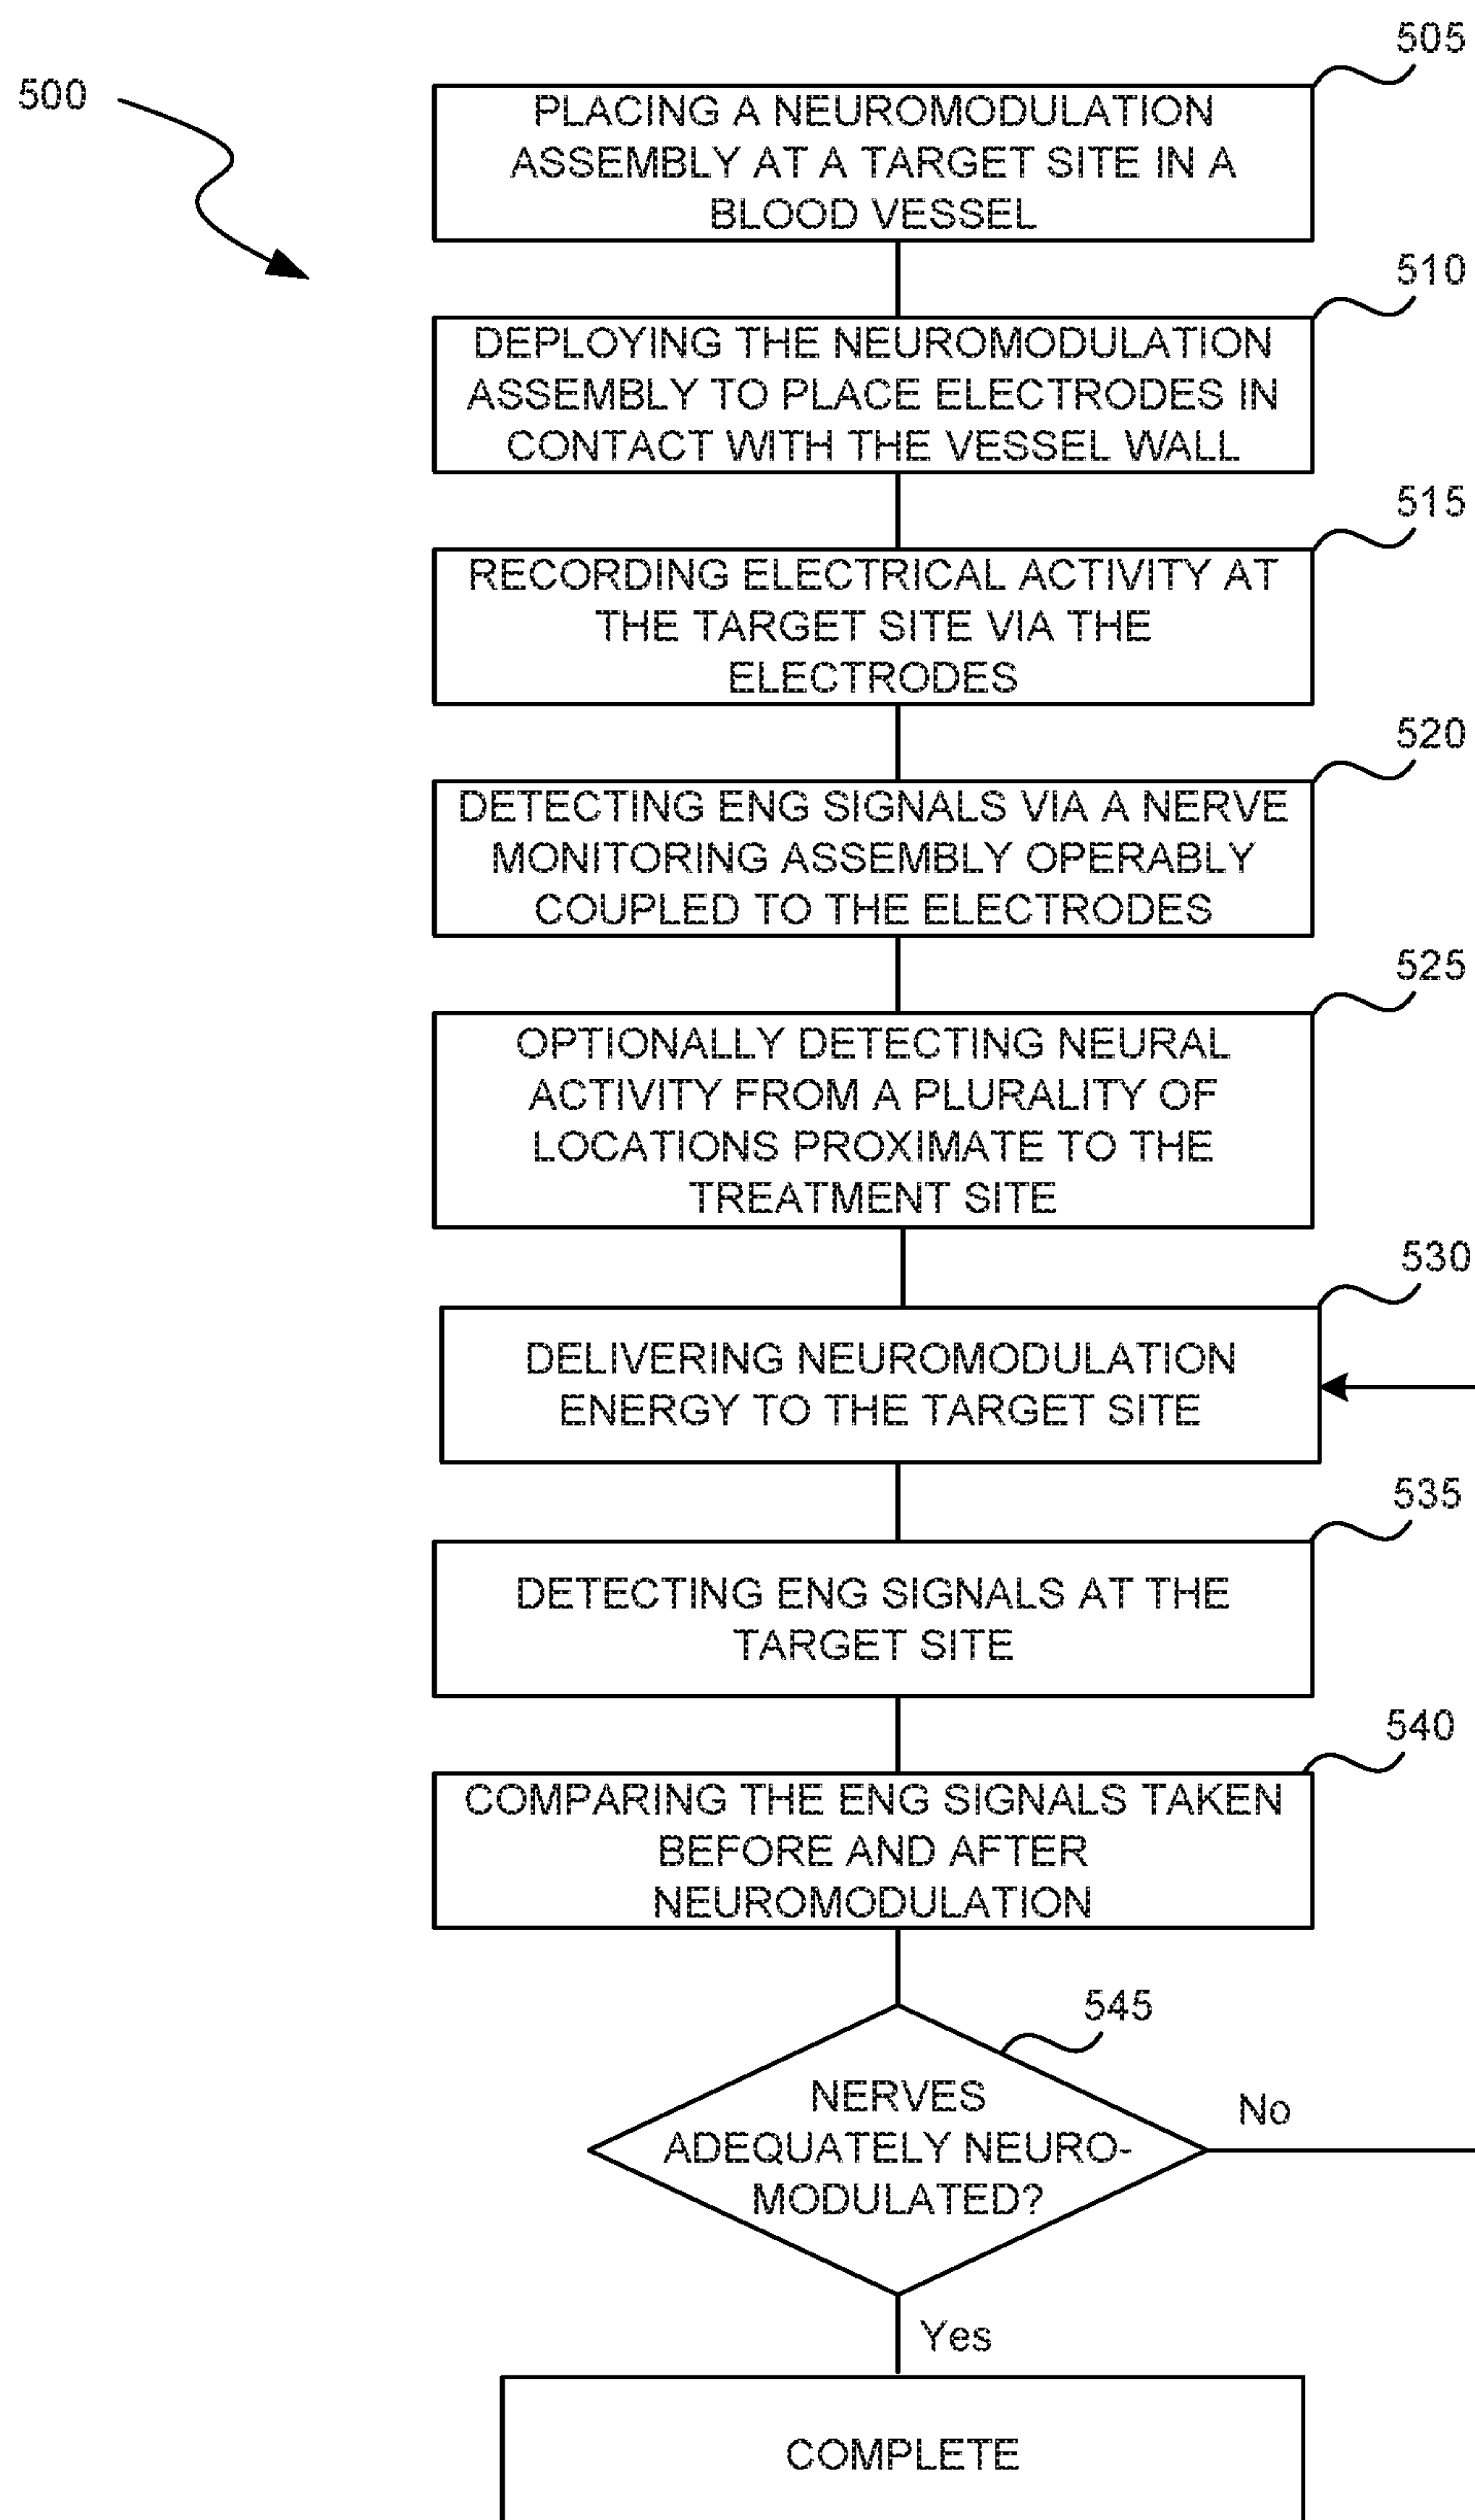 500
505
PLACING A NEUROMODULATION
ASSEMBLY AT A TARGET SITE IN A
BLOOD VESSEL
510
DEPLOYING THE NEUROMODULATION
ASSEMBLY TO PLACE ELECTRODES IN
CONTACT WITH THE VESSEL WALL
515
RECORDING ELECTRICAL ACTIVITY AT
THE TARGET SITE VIA THE
ELECTRODES
520
DETECTING ENG SIGNALS VIA A NERVE
MONITORING ASSEMBLY OPERABLY
COUPLED TO THE ELECTRODES
525
OPTIONALLY DETECTING NEURAL
ACTIVITY FROM A PLURALITY OF
LOCATIONS PROXIMATE TO THE
TREATMENT SITE
530
DELIVERING NEUROMODULATION
ENERGY TO THE TARGET SITE
535
DETECTING ENG SIGNALS AT THE
TARGET SITE
540
COMPARING THE ENG SIGNALS TAKEN
BEFORE AND AFTER
NEUROMODULATION
545
NERVES
ADEQUATELY NEURO-
MODULATED?
No
Yes
COMPLETE